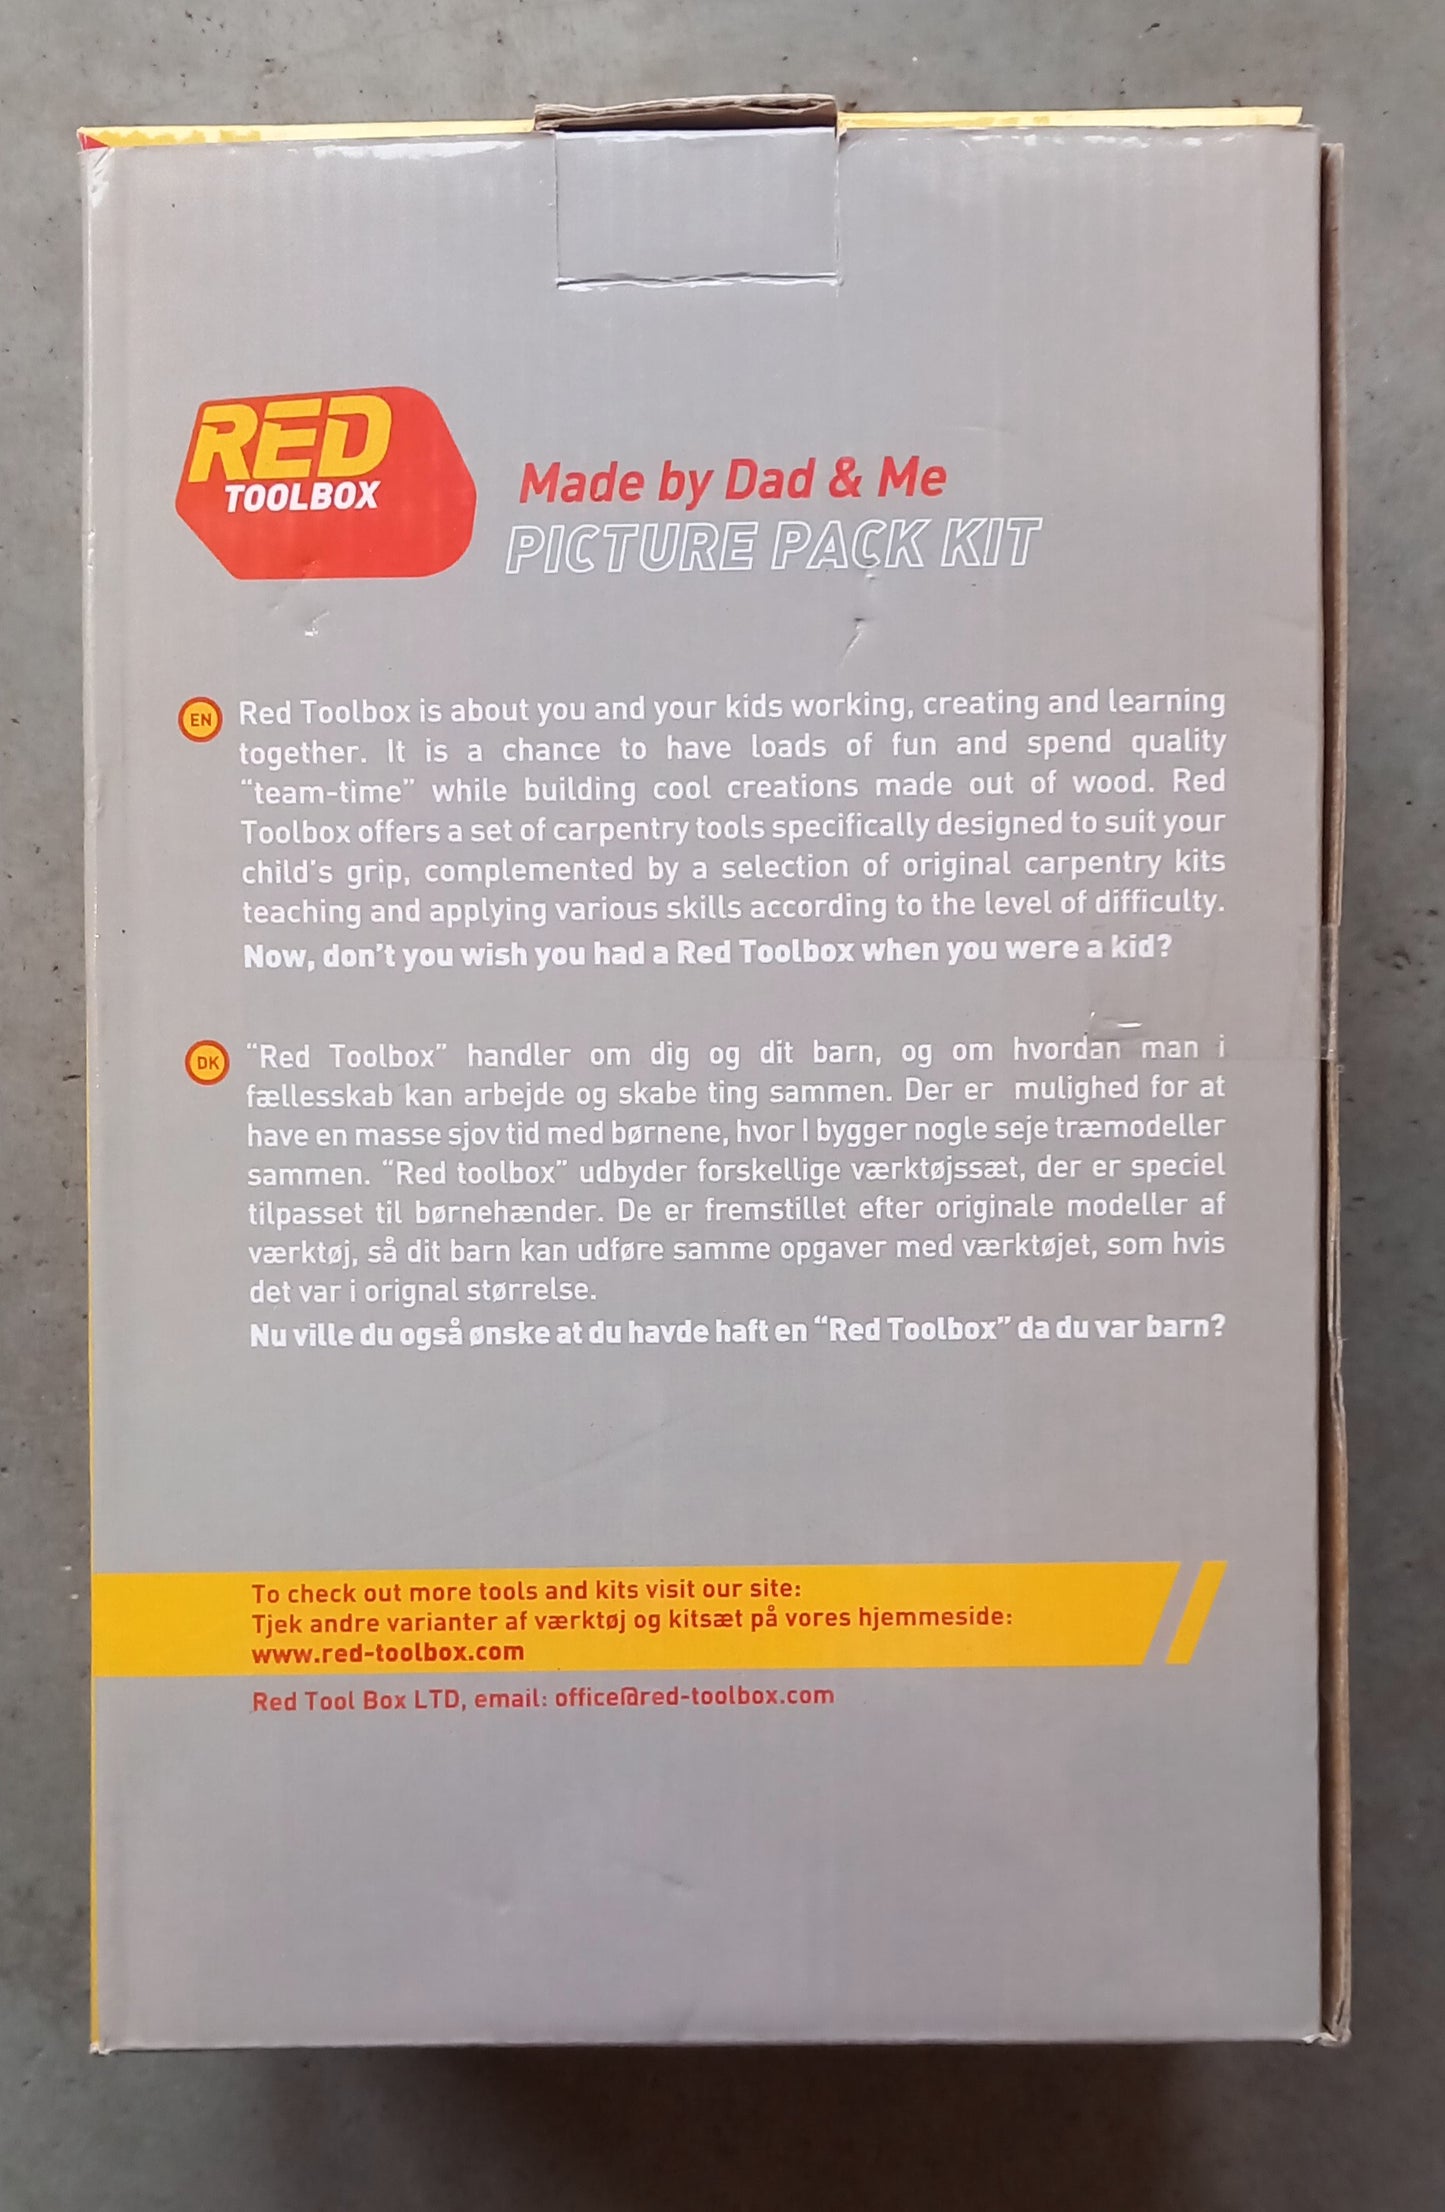 RED
TOOLBOX
Made by Dad & Me
PICTURE PACK KIT
EN
Red Toolbox is about you and your kids working, creating and learning
together. It is a chance to have loads of fun and spend quality
“team-time” while building cool creations made out of wood. Red
Toolbox offers a set of carpentry tools specifically designed to suit your
child's grip, complemented by a selection of original carpentry kits
teaching and applying various skills according to the level of difficulty.
Now, don't you wish you had a Red Toolbox when you were a kid?
DK
“Red Toolbox” handler om dig og dit barn, og om hvordan man i
fællesskab kan arbejde og skabe ting sammen. Der er mulighed for at
have en masse sjov tid med børnene, hvor I bygger nogle seje træmodeller
sammen. “Red toolbox” udbyder forskellige værktøjssæt, der er speciel
tilpasset til børnehænder. De er fremstillet efter originale modeller af
værktøj, så dit barn kan udføre samme opgaver med værktøjet, som hvis
det var i orignal størrelse.
Nu ville du også ønske at du havde haft en “Red Toolbox” da du var barn?
To check out more tools and kits visit our site:
Tjek andre varianter af værktøj og kitsæt på vores hjemmeside:
www.red-toolbox.com
Red Tool Box LTD, email: office@red-toolbox.com